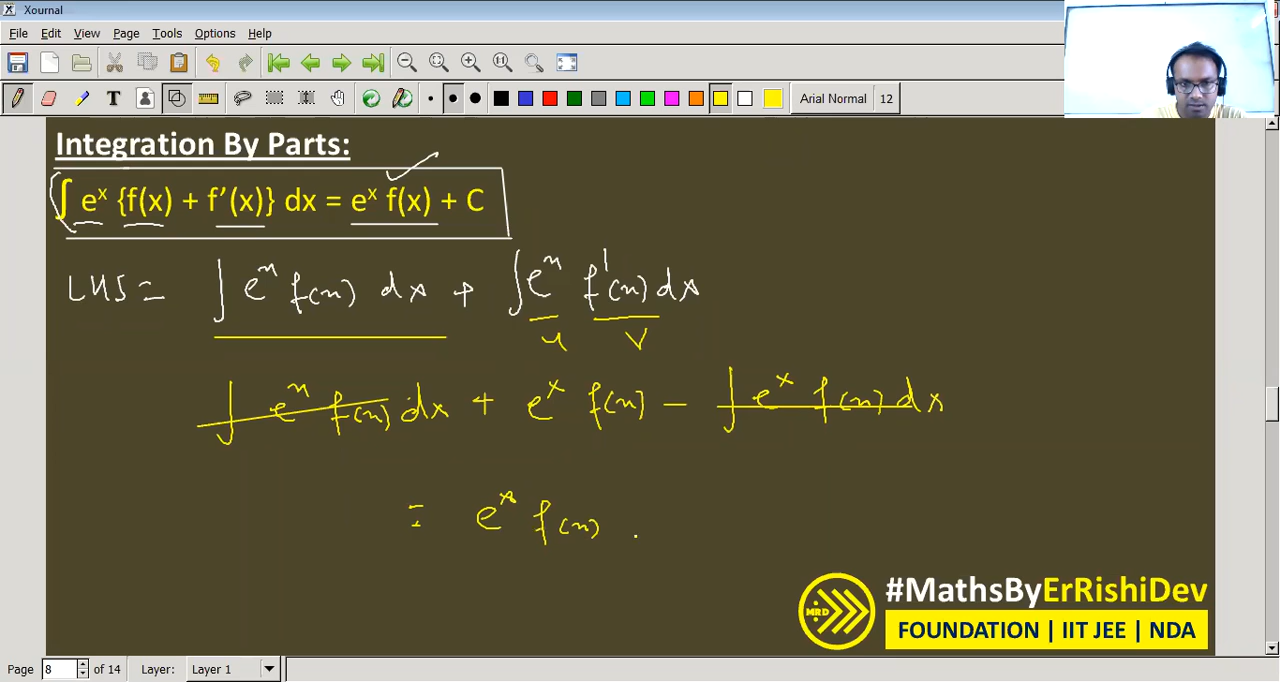 Xournal
File Edit View Page Tools Options Help
Arial Normal 12
Integration By Parts:
∫ eˣ {f(x) + f'(x)} dx = eˣ f(x) + C
LHS = ∫ eˣ f(x) dx + ∫ eˣ f'(x) dx
u v
∫ eˣ f(x) dx + eˣ f(x) − ∫ eˣ f(x) dx
= eˣ f(x)
#MathsByErRishiDev
MRD
FOUNDATION | IIT JEE | NDA
Page 8 of 14 Layer: Layer 1